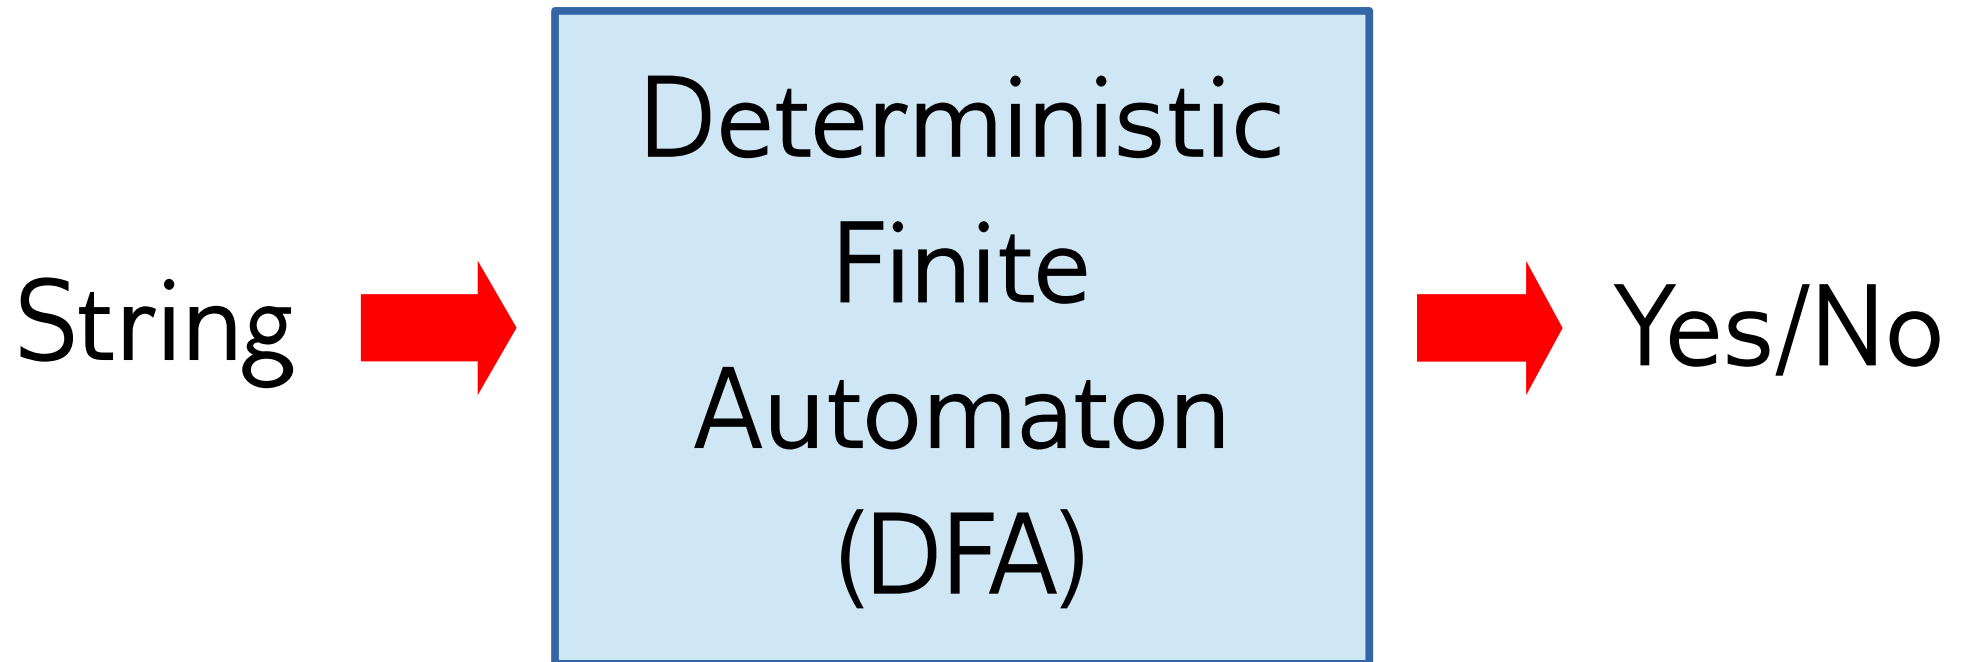 String
Deterministic
Finite
Automaton
(DFA)
Yes/No